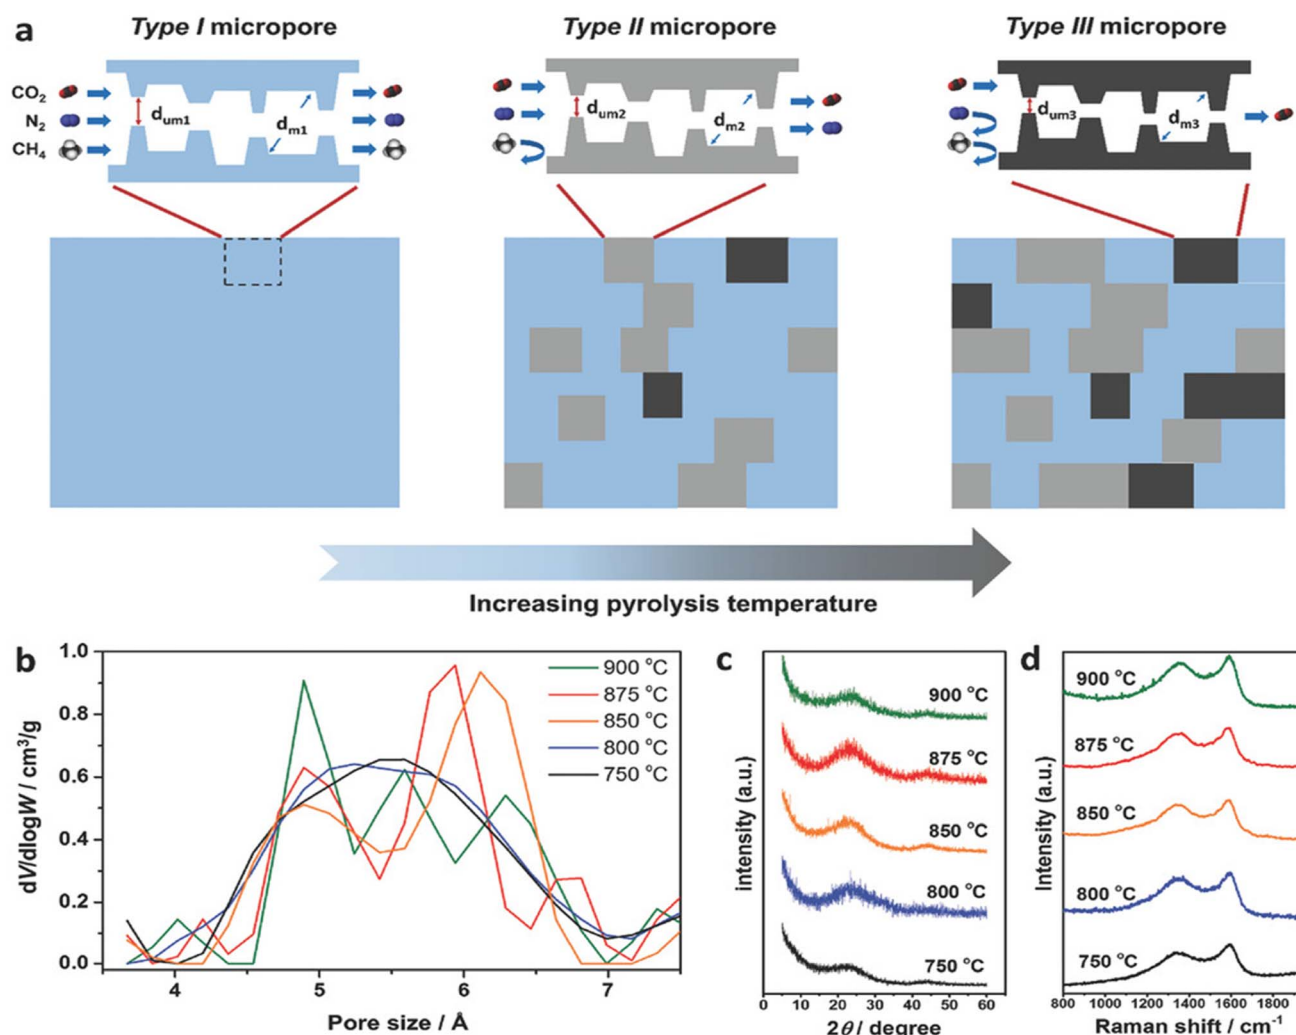 a
Type I micropore
Type II micropore
Type III micropore
CO2
N2
CH4
dum1
dm1
dum2
dm2
dum3
dm3
Increasing pyrolysis temperature
b
dV/dlogW / cm³/g
1.0
0.8
0.6
0.4
0.2
0.0
900 °C
875 °C
850 °C
800 °C
750 °C
4 5 6 7
Pore size / Å
c
intensity (a.u.)
900 °C
875 °C
850 °C
800 °C
750 °C
0 10 20 30 40 50 60
2θ / degree
d
Intensity (a.u.)
900 °C
875 °C
850 °C
800 °C
750 °C
800 1000 1200 1400 1600 1800
Raman shift / cm⁻¹